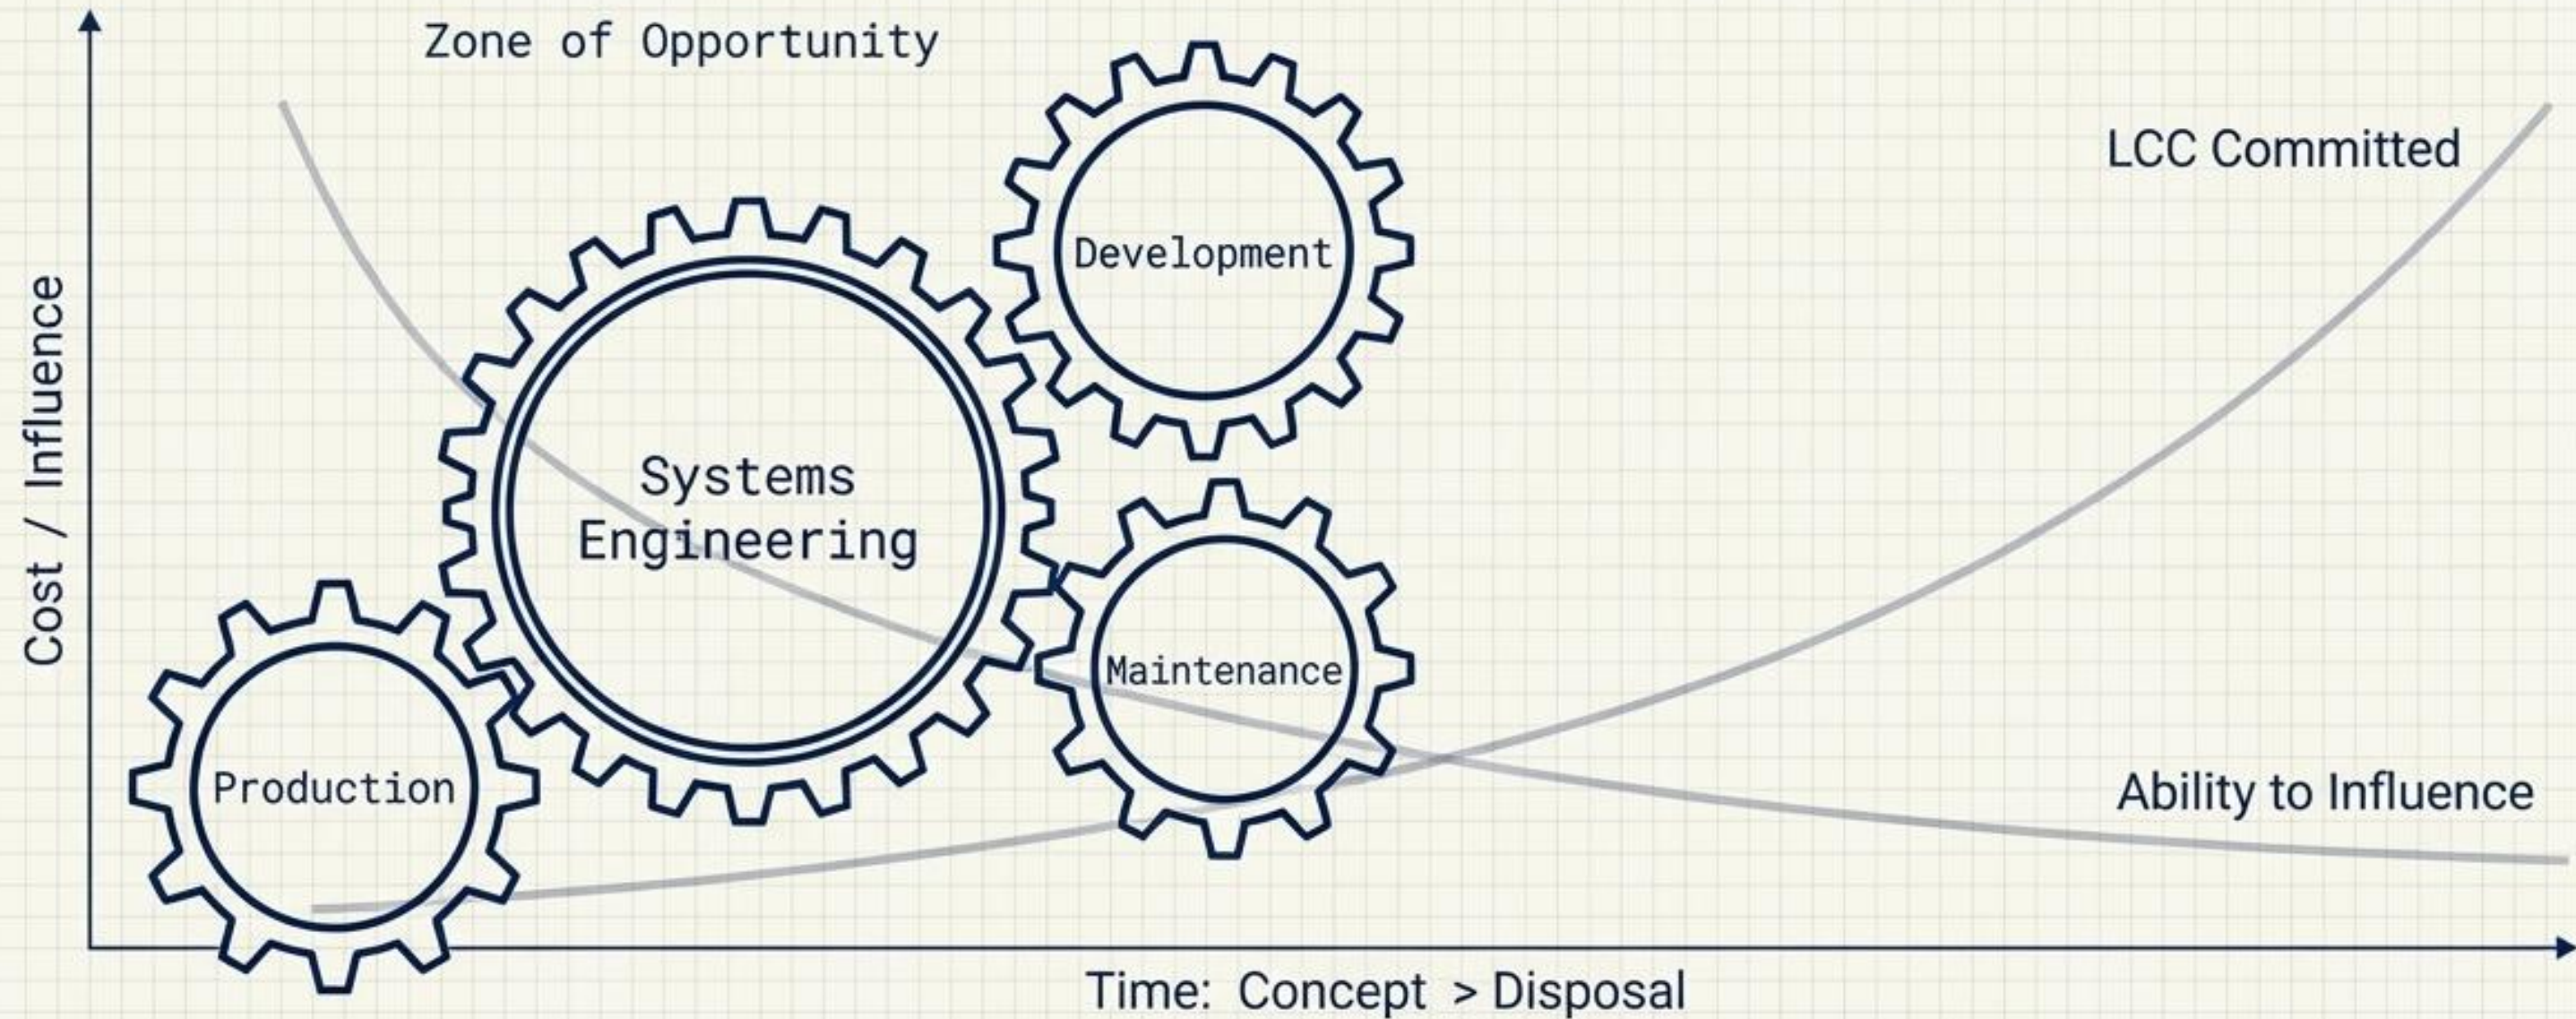 Zone of Opportunity
LCC Committed
Development
Cost / Influence
Systems
Engineering
Maintenance
Production
Ability to Influence
Time: Concept > Disposal